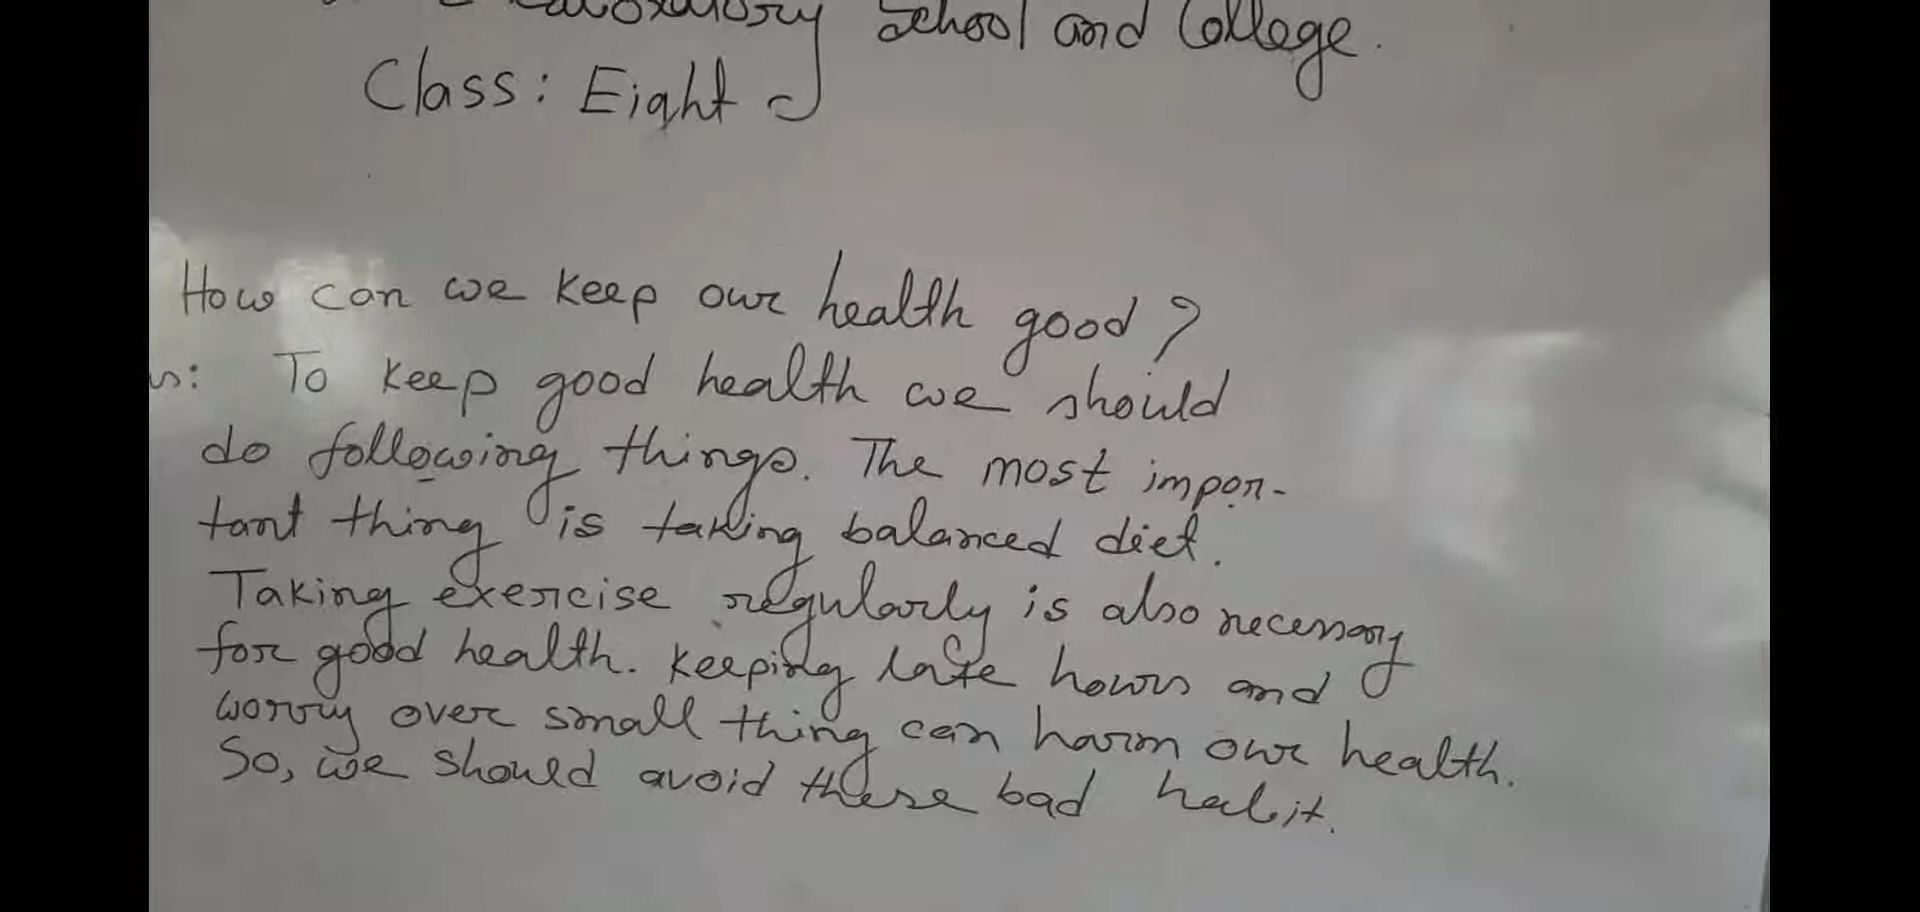 School and College.
Class: Eight
How can we keep our health good?
s: To keep good health we should
do following things. The most impor-
tant thing is taking balanced diet.
Taking exercise regularly is also necessary
for good health. Keeping late hours and
worry over small thing can harm our health.
So, we should avoid these bad habit.